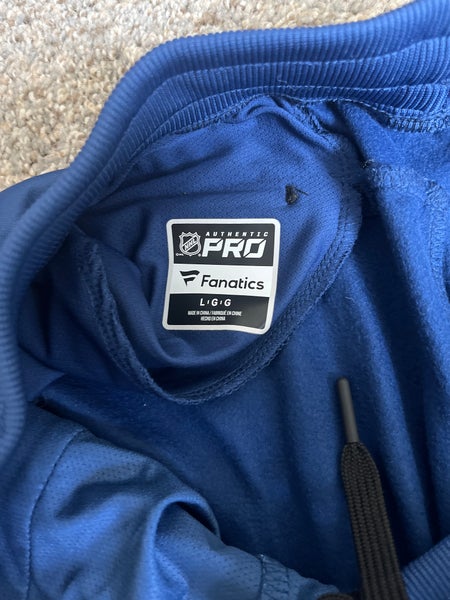 NHL
AUTHENTIC
PRO
Fanatics
L·G·G
MADE IN CHINA / FABRIQUÉ EN CHINE
HECHO EN CHINA